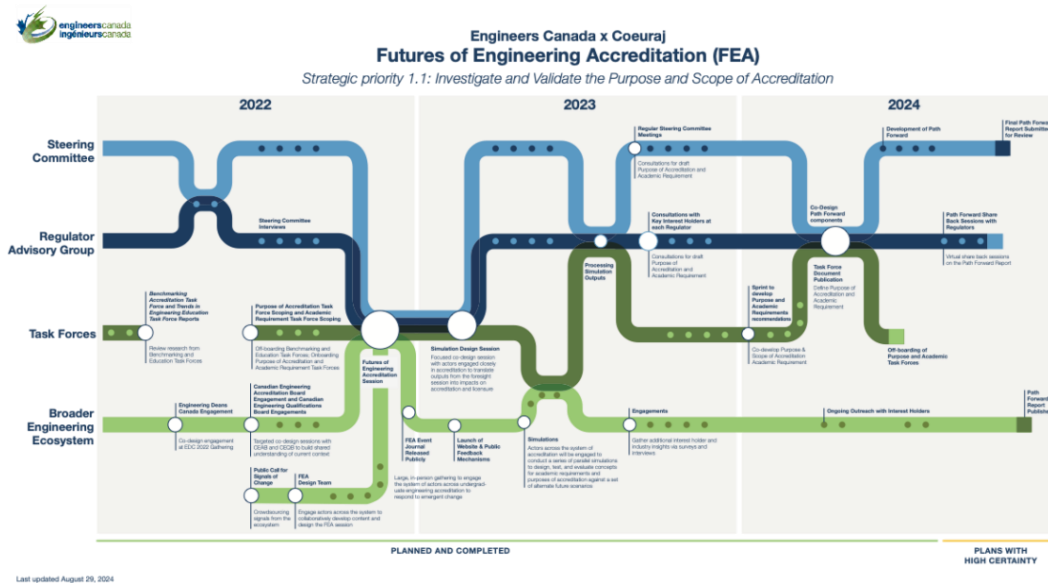 engineerscanada
ingénieurscanada
Engineers Canada x Coeuraj
Futures of Engineering Accreditation (FEA)
Strategic priority 1.1: Investigate and Validate the Purpose and Scope of Accreditation
2022
2023
2024
Steering
Committee
Regular Steering Committee
Meetings
Consultations for draft
Purpose of Accreditation and
Academic Requirement
Development of Path
Forward
Final Path Forward
Report Submitted
for Review
Regulator
Advisory Group
Steering Committee
Interviews
Processing
Simulation
Outputs
Consultations with
Key Interest Holders at
each Regulator
Consultations for draft
Purpose of
Accreditation and
Academic Requirement
Co-Design
Path Forward
components
Task Force
Document
Publication
Define Purpose of
Accreditation and
Academic
Requirement
Path Forward Share
Back Sessions with
Regulators
Virtual share back sessions
on the Path Forward Report
Task Forces
Benchmarking
Accreditation Task
Force and Trends in
Engineering Education
Task Force Reports
Review research from
Benchmarking and
Education Task Forces
Purpose of Accreditation Task
Force Scoping and Academic
Requirement Task Force Scoping
Off-boarding Benchmarking and
Education Task Forces; Onboarding
Purpose of Accreditation and
Academic Requirement Task Forces
Futures of
Engineering
Accreditation
Session
Simulation Design Session
Focused co-design session
with actors engaged closely
in accreditation to translate
outputs from the foresight
session into impacts on
accreditation and licensure
Sprint to
develop
Purpose and
Academic
Requirements
recommendations
Co-develop Purpose &
Scope of Accreditation
Academic Requirement
Off-boarding of
Purpose and Academic
Task Forces
Broader
Engineering
Ecosystem
Engineering Deans
Canada Engagement
Co-design engagement
at EDC 2022 Gathering
Canadian Engineering
Accreditation Board
Engagement and Canadian
Engineering Qualifications
Board Engagements
Targeted co-design sessions with
CEAB and CEQB to build shared
understanding of current context
Public Call for
Signals of
Change
Crowdsourcing
signals from the
ecosystem
FEA
Design Team
Engage actors across the system to
collaboratively develop content and
design the FEA session
FEA Event
Journal
Released
Publicly
Launch of
Website & Public
Feedback
Mechanisms
Large, in-person gathering to engage
the system of actors across undergrad-
uate engineering accreditation to
respond to emergent change
Simulations
Actors across the system of
accreditation will be engaged to
conduct a series of parallel simulations
to design, test, and evaluate concepts
for academic requirements and
purposes of accreditation against a set
of alternate future scenarios
Engagements
Gather additional interest holder and
industry insights via surveys and
interviews
Ongoing Outreach with Interest Holders
Path
Forward
Report
Published
PLANNED AND COMPLETED
PLANS WITH
HIGH CERTAINTY
Last updated August 29, 2024